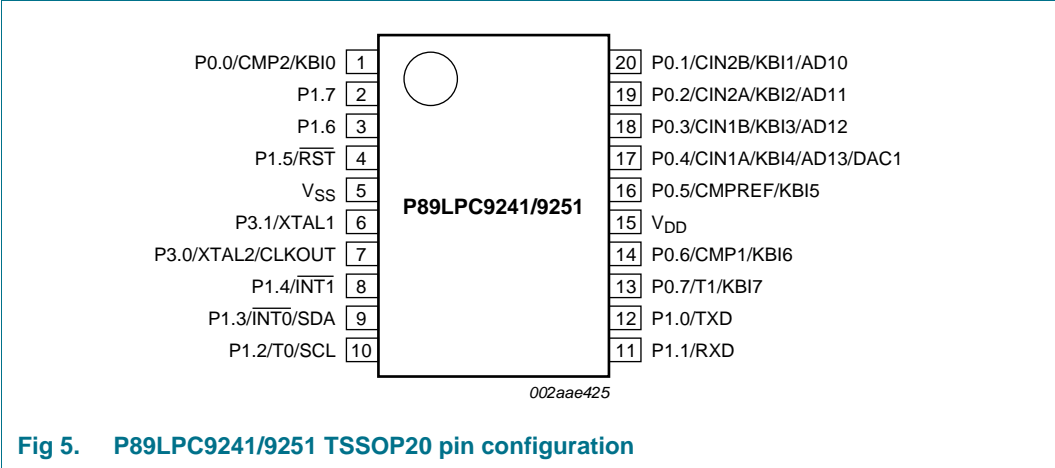 P0.0/CMP2/KBI0 1
P1.7 2
P1.6 3
P1.5/RST 4
VSS 5
P3.1/XTAL1 6
P3.0/XTAL2/CLKOUT 7
P1.4/INT1 8
P1.3/INT0/SDA 9
P1.2/T0/SCL 10
P89LPC9241/9251
20 P0.1/CIN2B/KBI1/AD10
19 P0.2/CIN2A/KBI2/AD11
18 P0.3/CIN1B/KBI3/AD12
17 P0.4/CIN1A/KBI4/AD13/DAC1
16 P0.5/CMPREF/KBI5
15 VDD
14 P0.6/CMP1/KBI6
13 P0.7/T1/KBI7
12 P1.0/TXD
11 P1.1/RXD
002aae425
Fig 5. P89LPC9241/9251 TSSOP20 pin configuration